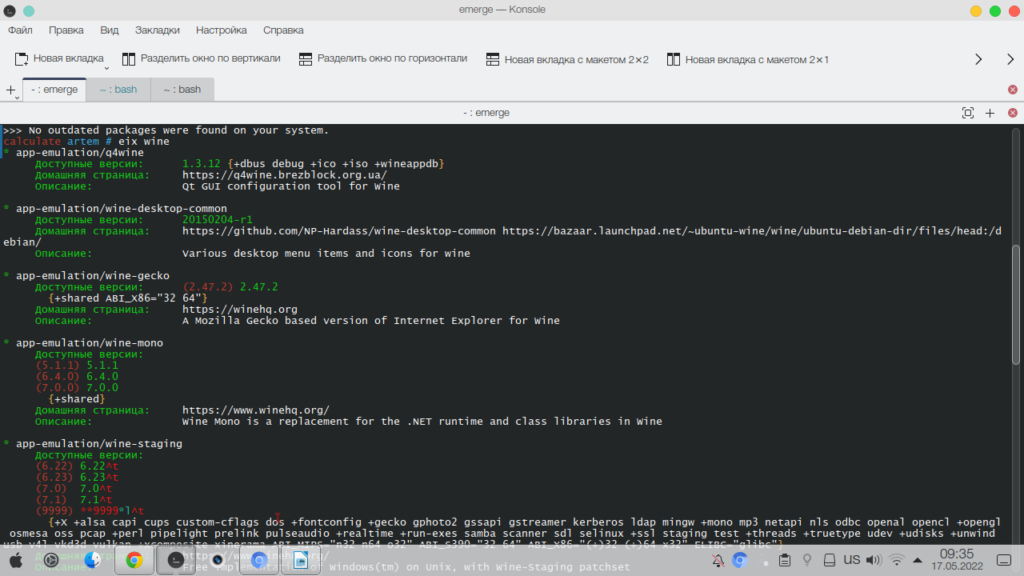 emerge — Konsole
Файл Правка Вид Закладки Настройка Справка
Новая вкладка Разделить окно по вертикали Разделить окно по горизонтали Новая вкладка с макетом 2×2 Новая вкладка с макетом 2×1
- : emerge ~ : bash ~ : bash
- : emerge
>>> No outdated packages were found on your system.
calculate artem # eix wine
* app-emulation/q4wine
Доступные версии: 1.3.12 {+dbus debug +ico +iso +wineappdb}
Домашняя страница: https://q4wine.brezblock.org.ua/
Описание: Qt GUI configuration tool for Wine
* app-emulation/wine-desktop-common
Доступные версии: 20150204-r1
Домашняя страница: https://github.com/NP-Hardass/wine-desktop-common https://bazaar.launchpad.net/~ubuntu-wine/wine/ubuntu-debian-dir/files/head:/d
ebian/
Описание: Various desktop menu items and icons for wine
* app-emulation/wine-gecko
Доступные версии: (2.47.2) 2.47.2
{+shared ABI_X86="32 64"}
Домашняя страница: https://winehq.org
Описание: A Mozilla Gecko based version of Internet Explorer for Wine
* app-emulation/wine-mono
Доступные версии:
(5.1.1) 5.1.1
(6.4.0) 6.4.0
(7.0.0) 7.0.0
{+shared}
Домашняя страница: https://www.winehq.org/
Описание: Wine Mono is a replacement for the .NET runtime and class libraries in Wine
* app-emulation/wine-staging
Доступные версии:
(6.22) 6.22^t
(6.23) 6.23^t
(7.0) 7.0^t
(7.1) 7.1^t
(9999) **9999*l^t
{+X +alsa capi cups custom-cflags dos +fontconfig +gecko gphoto2 gssapi gstreamer kerberos ldap mingw +mono mp3 netapi nls odbc openal opencl +opengl
osmesa oss pcap +perl pipelight prelink pulseaudio +realtime +run-exes samba scanner sdl selinux +ssl staging test +threads +truetype udev +udisks +unwind
usb v4l vkd3d vulkan +xcomposite xinerama ABI_MIPS="n32 n64 o32" ABI_S390="32 64" ABI_X86="(+)32 (+)64 x32" ELIBC="glibc"}
Free implementation of Windows(tm) on Unix, with Wine-Staging patchset
US 09:35
17.05.2022